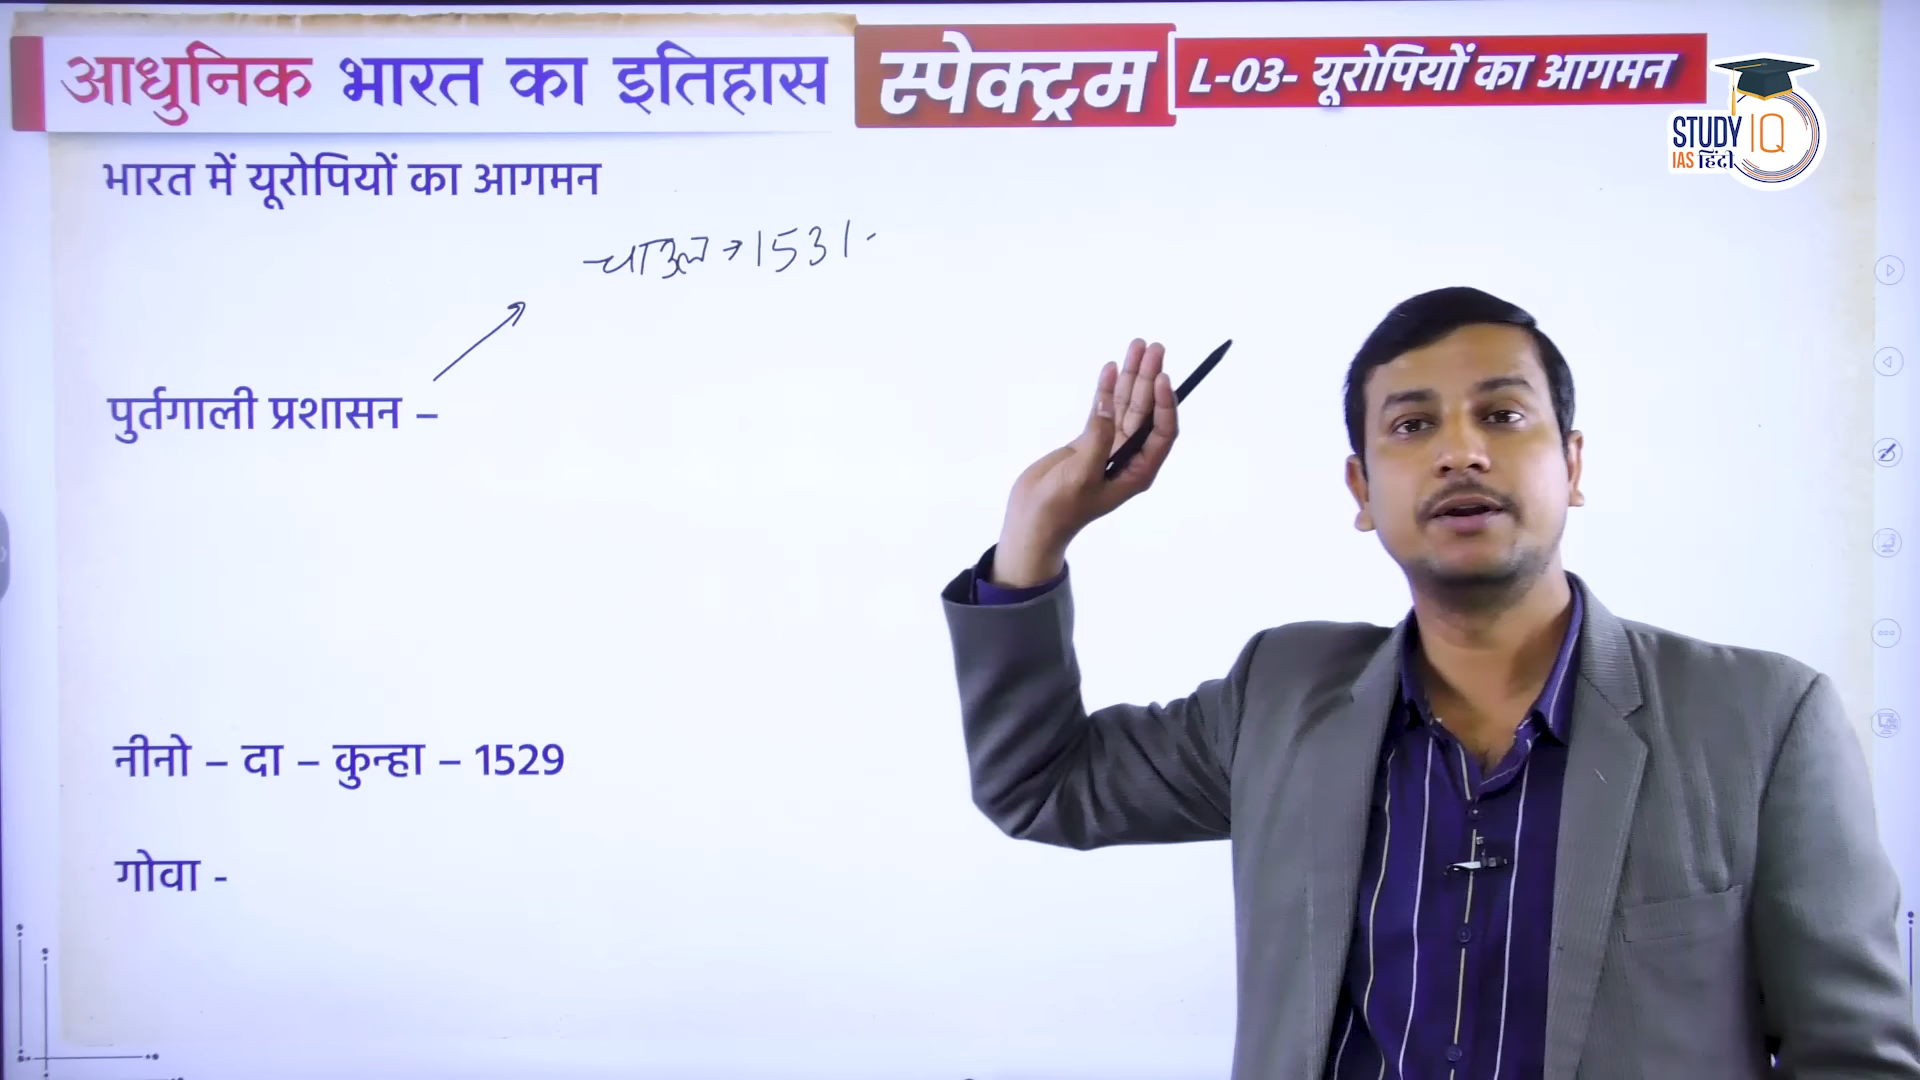 आधुनिक भारत का इतिहास स्पेक्ट्रम L-03- यूरोपियों का आगमन
STUDY IQ
IAS हिंदी
भारत में यूरोपियों का आगमन
चाउल → 1531.
पुर्तगाली प्रशासन –
नीनो – दा – कुन्हा – 1529
गोवा -